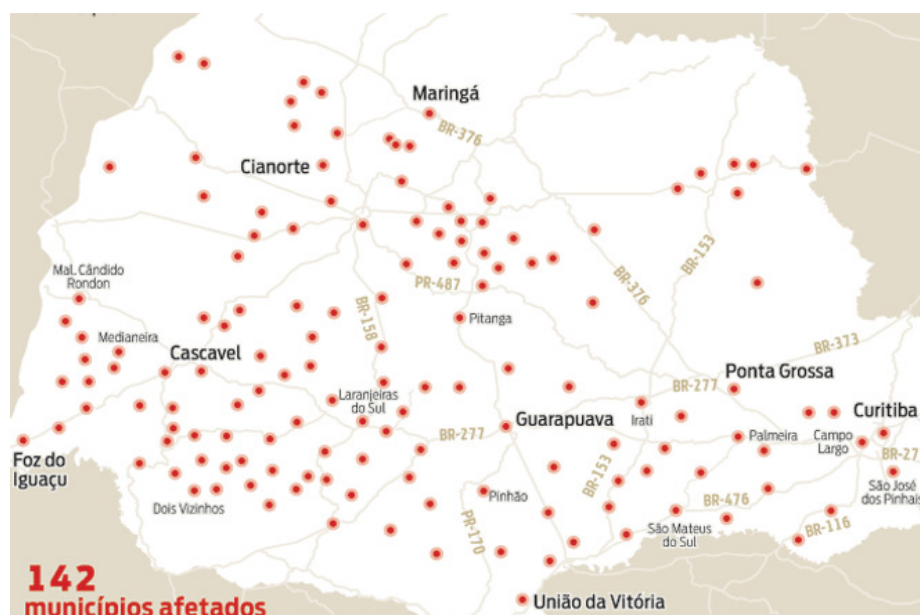 Maringá
BR-376
Cianorte
BR-153
Mal. Cândido
Rondon
PR-487
BR-376
BR-158
Pitanga
Medianeira
BR-373
Cascavel
Ponta Grossa
BR-277
Laranjeiras
do Sul
Irati
Curitiba
Guarapuava
BR-277
Palmeira
Campo
Largo
BR-27
Foz do
Iguaçu
BR-153
São José
dos Pinhais
Dois Vizinhos
Pinhão
BR-476
São Mateus
do Sul
PR-170
BR-116
142
municípios afetados
União da Vitória